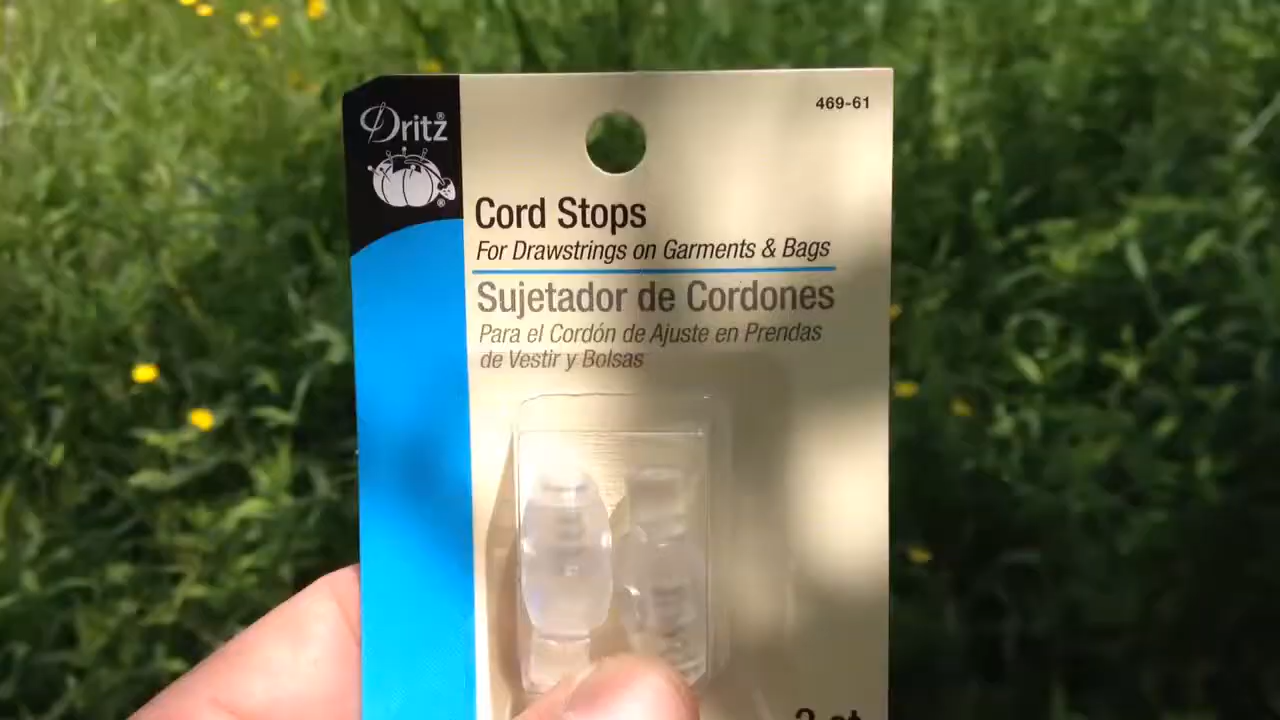 Dritz
469-61
Cord Stops
For Drawstrings on Garments & Bags
Sujetador de Cordones
Para el Cordón de Ajuste en Prendas
de Vestir y Bolsas